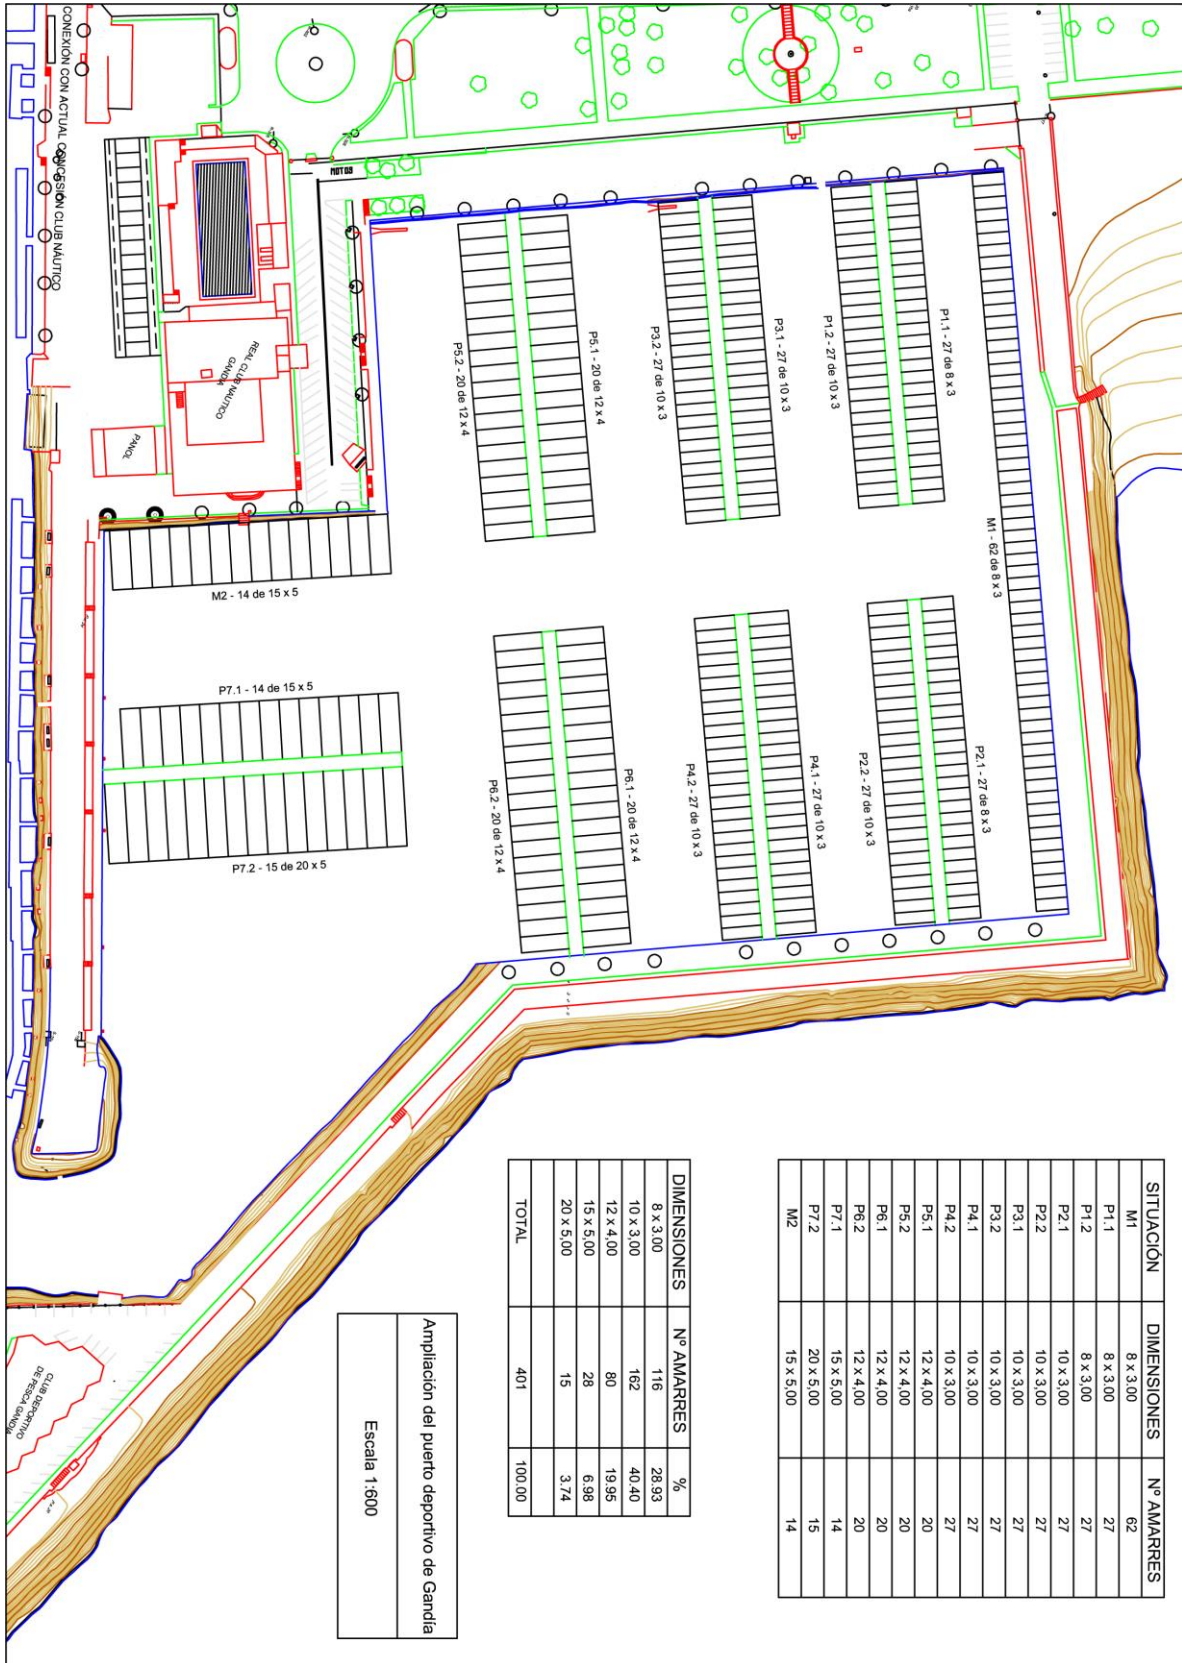 CONEXIÓN CON ACTUAL CONCESIÓN CLUB NÁUTICO
MOTOS
REAL CLUB NAUTICO
GANDIA
PANOL
M1 - 62 de 8 x 3
P1.1 - 27 de 8 x 3
P1.2 - 27 de 10 x 3
P3.1 - 27 de 10 x 3
P3.2 - 27 de 10 x 3
P5.1 - 20 de 12 x 4
P5.2 - 20 de 12 x 4
P2.1 - 27 de 8 x 3
P2.2 - 27 de 10 x 3
P4.1 - 27 de 10 x 3
P4.2 - 27 de 10 x 3
P6.1 - 20 de 12 x 4
P6.2 - 20 de 12 x 4
M2 - 14 de 15 x 5
P7.1 - 14 de 15 x 5
P7.2 - 15 de 20 x 5
CLUB DEPORTIVO
DE PESCA GANDIA
SITUACIÓN DIMENSIONES Nº AMARRES
M1 8 x 3.00 62
P1.1 8 x 3.00 27
P1.2 8 x 3,00 27
P2.1 10 x 3,00 27
P2.2 10 x 3,00 27
P3.1 10 x 3,00 27
P3.2 10 x 3,00 27
P4.1 10 x 3,00 27
P4.2 10 x 3,00 27
P5.1 12 x 4,00 20
P5.2 12 x 4,00 20
P6.1 12 x 4,00 20
P6.2 12 x 4,00 20
P7.1 15 x 5,00 14
P7.2 20 x 5,00 15
M2 15 x 5,00 14
DIMENSIONES Nº AMARRES %
8 x 3.00 116 28.93
10 x 3,00 162 40.40
12 x 4,00 80 19.95
15 x 5,00 28 6.98
20 x 5,00 15 3.74
TOTAL 401 100.00
Ampliación del puerto deportivo de Gandía
Escala 1:600